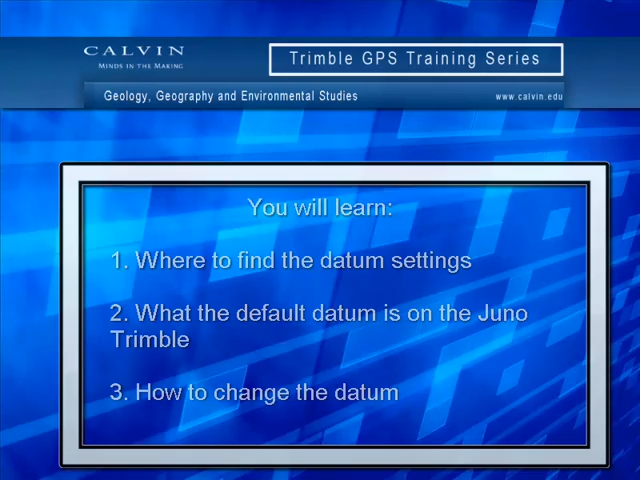 CALVIN
MINDS IN THE MAKING
Trimble GPS Training Series
Geology, Geography and Environmental Studies
www.calvin.edu
You will learn:
1. Where to find the datum settings
2. What the default datum is on the Juno
Trimble
3. How to change the datum